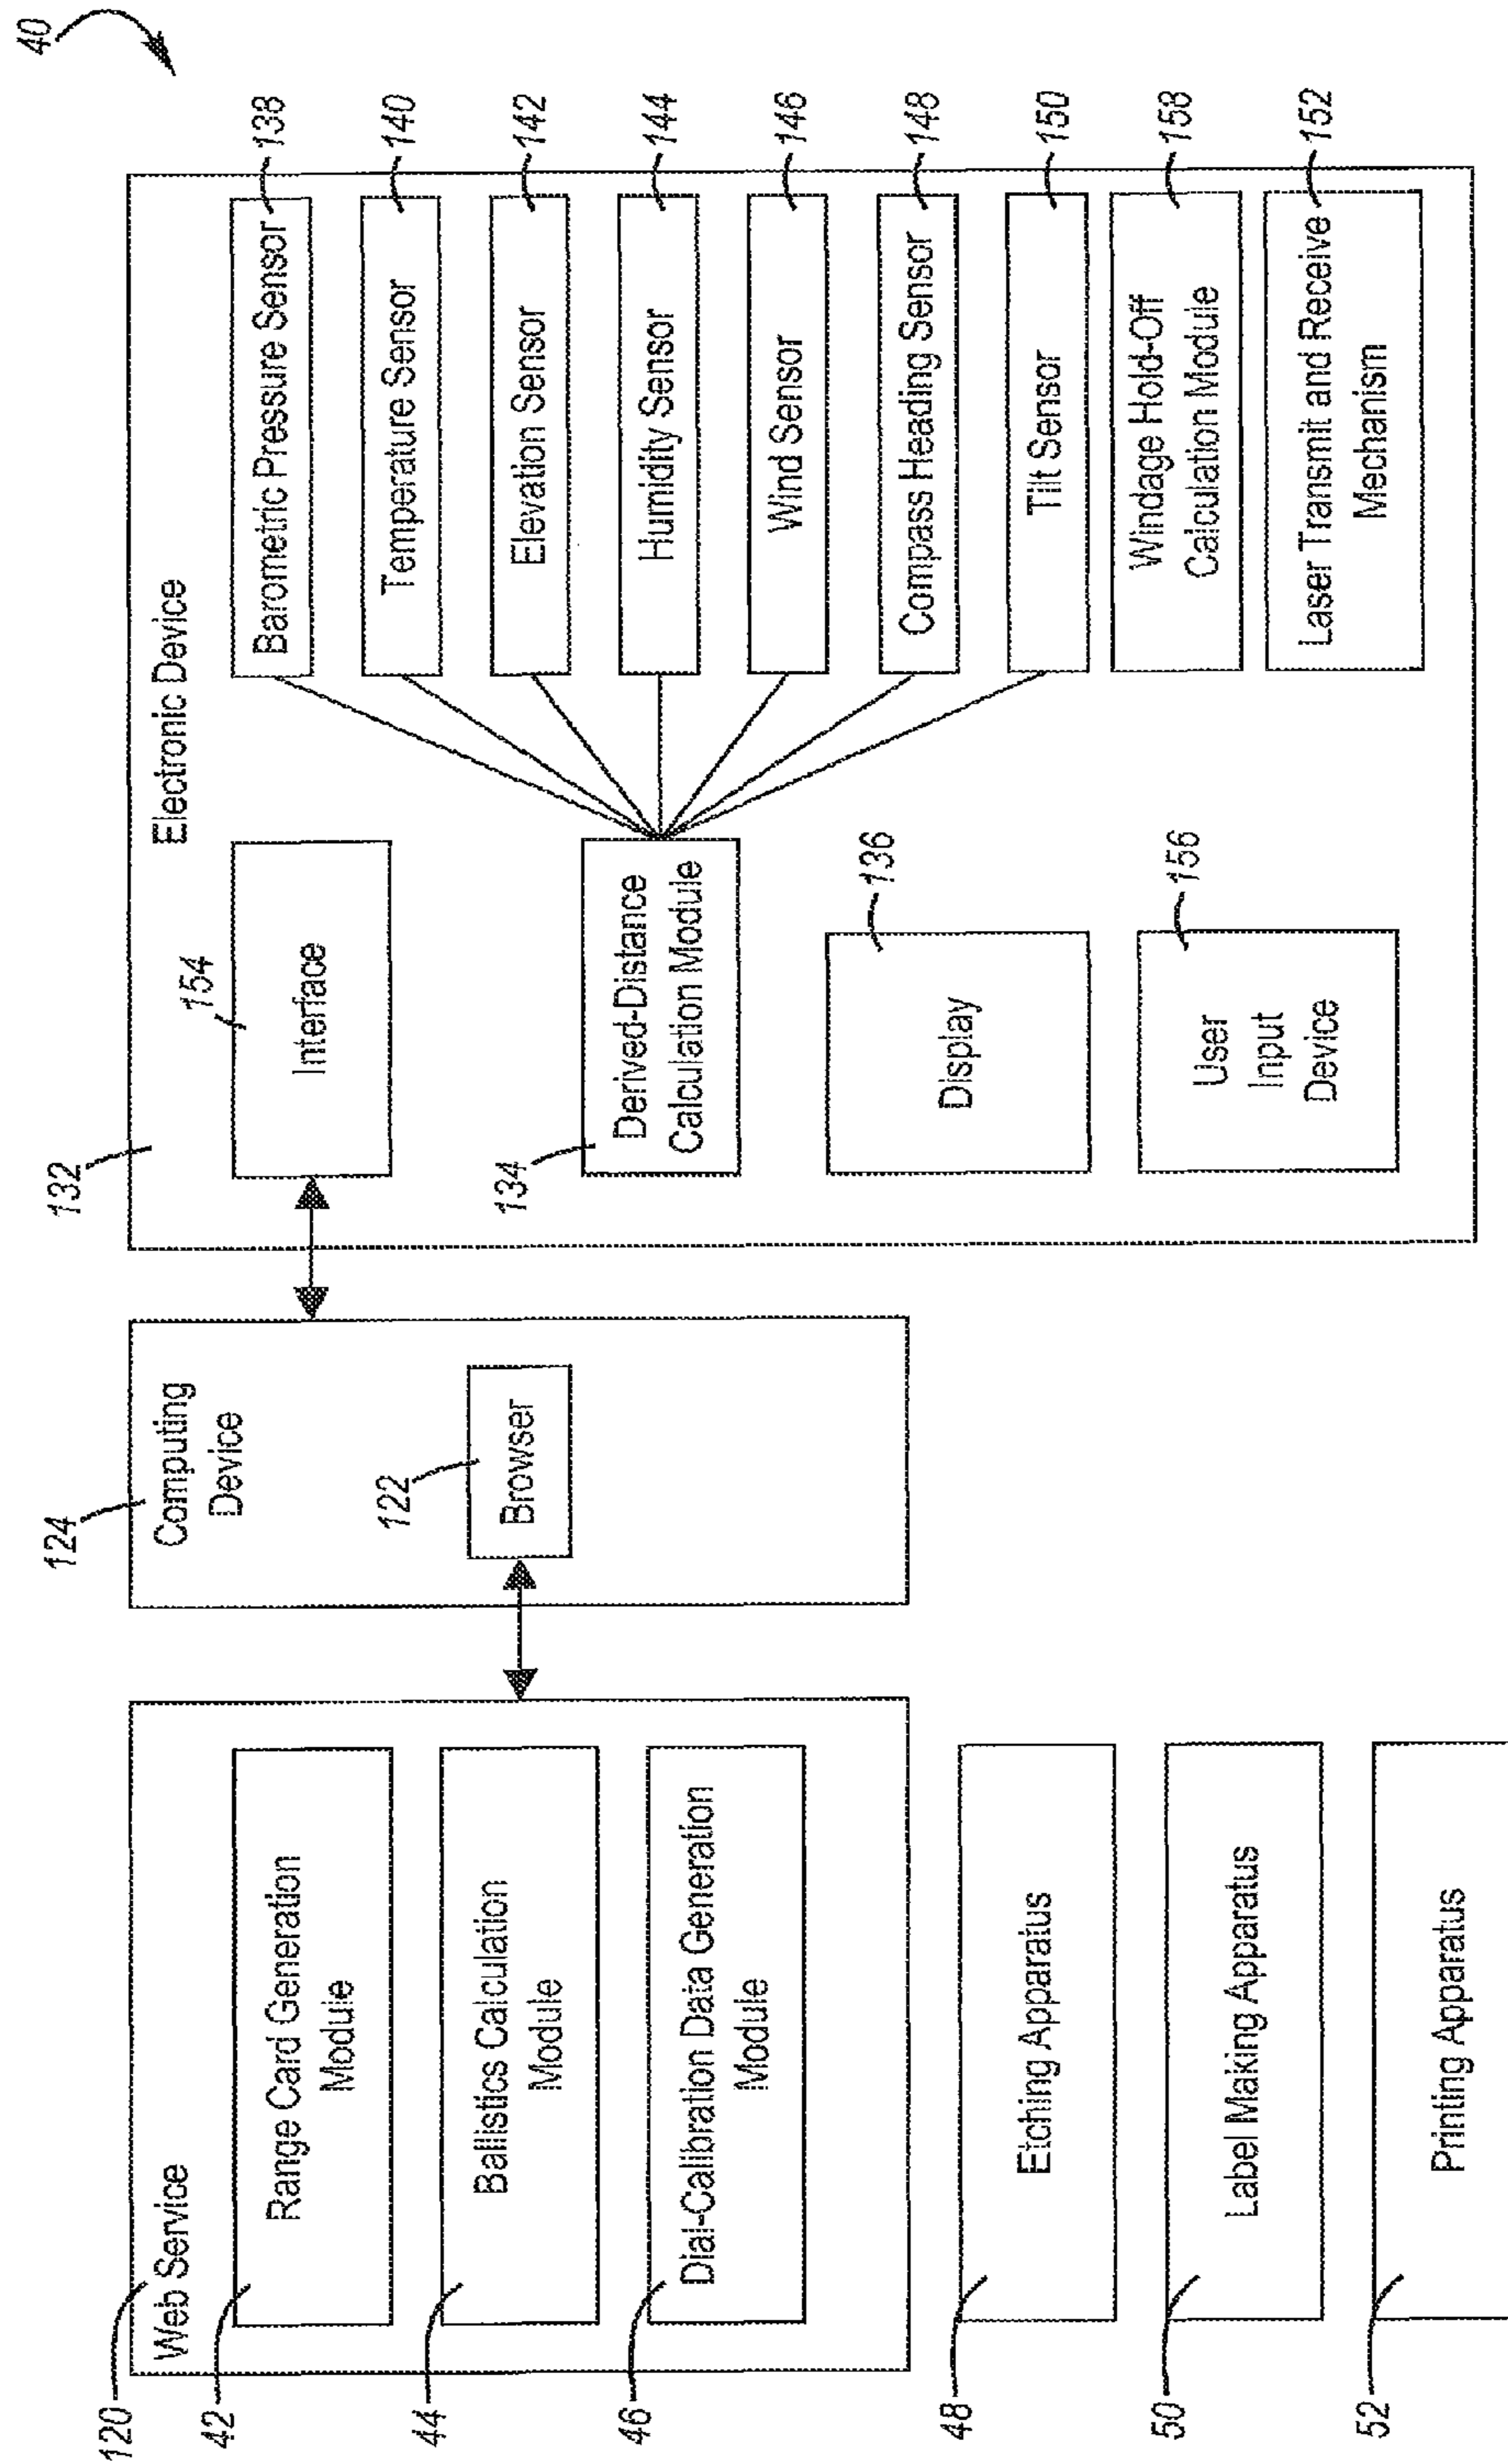 40
120
Web Service
42
Range Card Generation
Module
44
Ballistics Calculation
Module
46
Dial-Calibration Data Generation
Module
48
Etching Apparatus
50
Label Making Apparatus
52
Printing Apparatus
124
Computing
Device
122
Browser
132
Electronic Device
154
Interface
134
Derived-Distance
Calculation Module
136
Display
156
User
Input
Device
Barometric Pressure Sensor
138
Temperature Sensor
140
Elevation Sensor
142
Humidity Sensor
144
Wind Sensor
146
Compass Heading Sensor
148
Tilt Sensor
150
Windage Hold-Off
Calculation Module
158
Laser Transmit and Receive
Mechanism
152